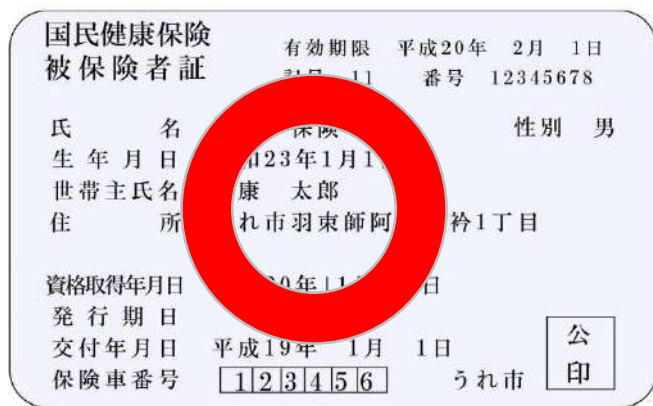 国民健康保険
被保険者証
有効期限 平成20年 2月 1日
11 番号 12345678
氏 名 保険 性別 男
生年月日 23年1月1
世帯主氏名 康 太郎
住 所 れ市羽束師阿 衿1丁目
資格取得年月日 年 1 日
発行期日
交付年月日 平成19年 1月 1日
保険車番号 123456 うれ市
公
印